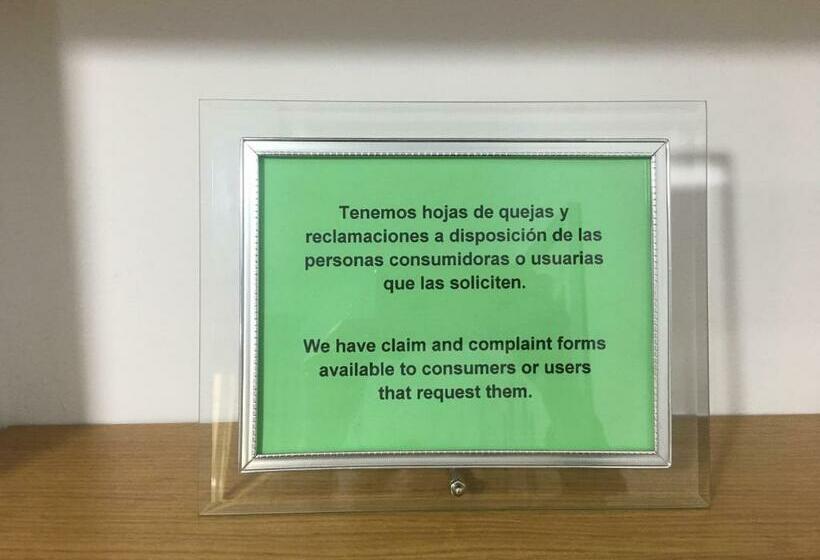 Tenemos hojas de quejas y
reclamaciones a disposición de las
personas consumidoras o usuarias
que las soliciten.
We have claim and complaint forms
available to consumers or users
that request them.